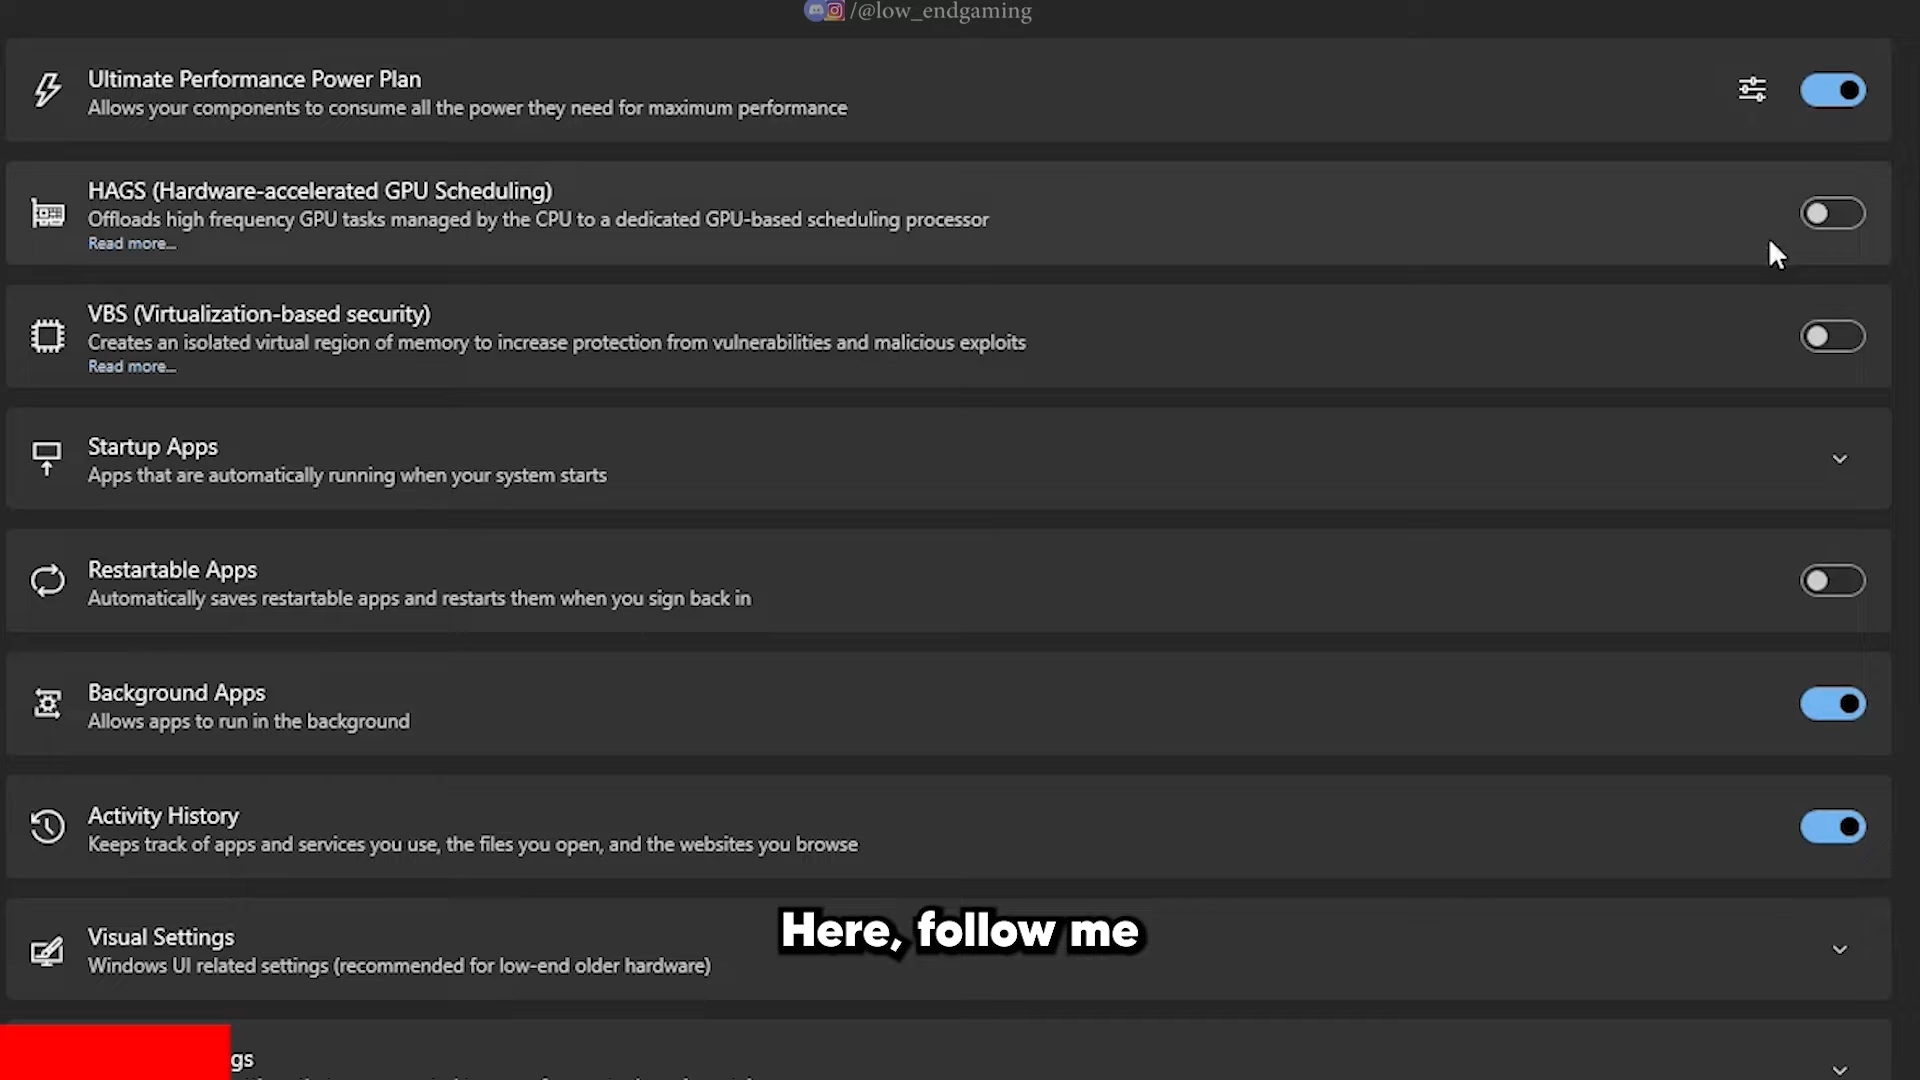 /@low_endgaming
Ultimate Performance Power Plan
Allows your components to consume all the power they need for maximum performance
HAGS (Hardware-accelerated GPU Scheduling)
Offloads high frequency GPU tasks managed by the CPU to a dedicated GPU-based scheduling processor
Read more...
VBS (Virtualization-based security)
Creates an isolated virtual region of memory to increase protection from vulnerabilities and malicious exploits
Read more...
Startup Apps
Apps that are automatically running when your system starts
Restartable Apps
Automatically saves restartable apps and restarts them when you sign back in
Background Apps
Allows apps to run in the background
Activity History
Keeps track of apps and services you use, the files you open, and the websites you browse
Here, follow me
Visual Settings
Windows UI related settings (recommended for low-end older hardware)
gs